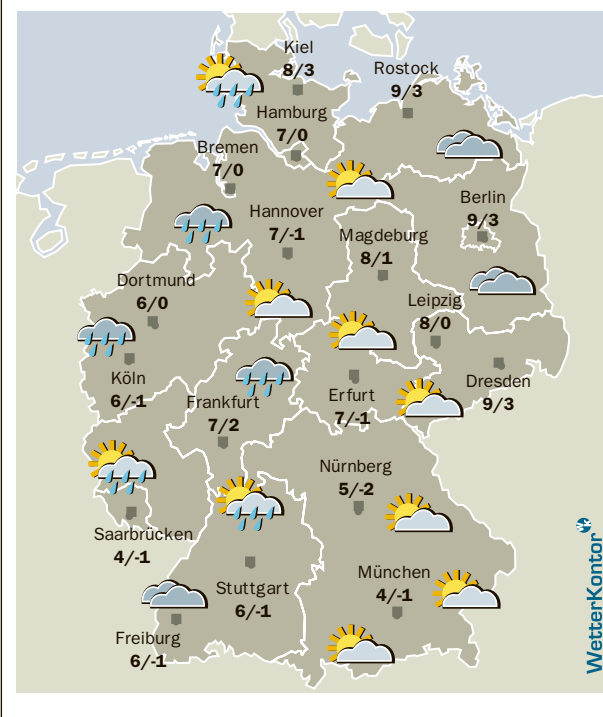 Kiel
8/3
Rostock
9/3
Hamburg
7/0
Bremen
7/0
Berlin
9/3
Hannover
7/-1
Magdeburg
8/1
Dortmund
6/0
Leipzig
8/0
Köln
6/-1
Frankfurt
7/2
Erfurt
7/-1
Dresden
9/3
Nürnberg
5/-2
Saarbrücken
4/-1
Stuttgart
6/-1
München
4/-1
Freiburg
6/-1
WetterKontor